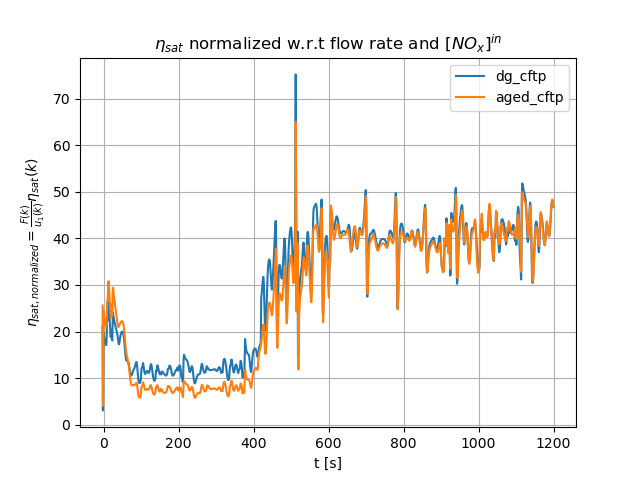 η_sat normalized w.r.t flow rate and [NO_x]^in
dg_cftp
aged_cftp
η_sat, normalized = F(k)/u_1(k) η_sat(k)
70
60
50
40
30
20
10
0
0 200 400 600 800 1000 1200
t [s]